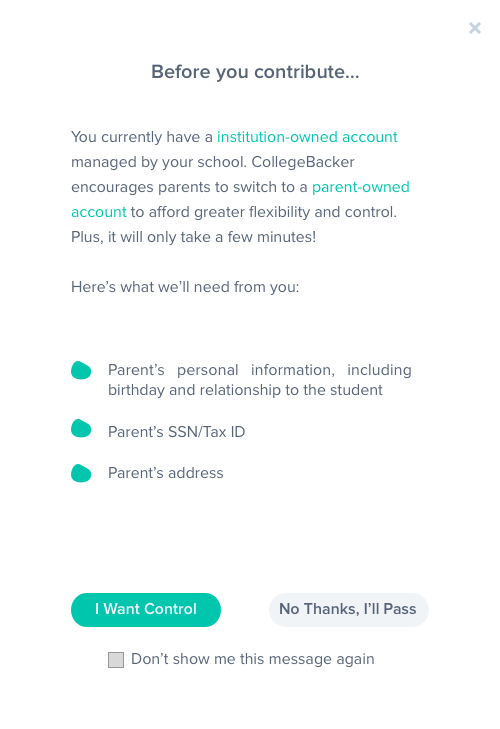 Before you contribute...
You currently have a institution-owned account
managed by your school. CollegeBacker
encourages parents to switch to a parent-owned
account to afford greater flexibility and control.
Plus, it will only take a few minutes!
Here’s what we’ll need from you:
Parent’s personal information, including
birthday and relationship to the student
Parent’s SSN/Tax ID
Parent’s address
I Want Control
No Thanks, I’ll Pass
Don’t show me this message again